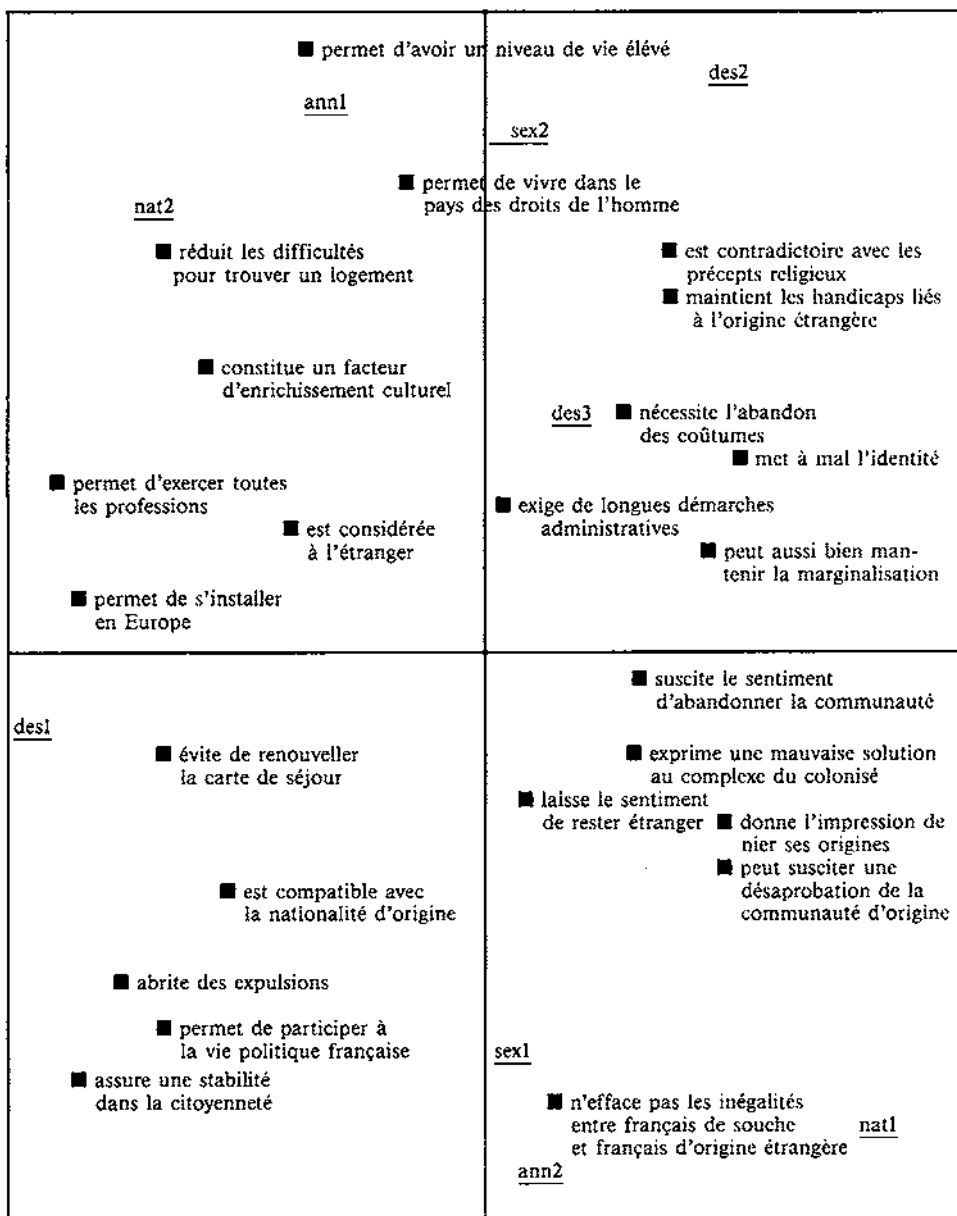 permet d'avoir un niveau de vie élévé
des2
ann1
sex2
permet de vivre dans le
pays des droits de l'homme
nat2
réduit les difficultés
pour trouver un logement
est contradictoire avec les
précepts religieux
maintient les handicaps liés
à l'origine étrangère
constitue un facteur
d'enrichissement culturel
des3
nécessite l'abandon
des coûtumes
met à mal l'identité
permet d'exercer toutes
les professions
exige de longues démarches
administratives
est considérée
à l'étranger
peut aussi bien man-
tenir la marginalisation
permet de s'installer
en Europe
suscite le sentiment
d'abandonner la communauté
des1
évite de renouveller
la carte de séjour
exprime une mauvaise solution
au complexe du colonisé
laisse le sentiment
de rester étranger
donne l'impression de
nier ses origines
peut susciter une
désaprobation de la
communauté d'origine
est compatible avec
la nationalité d'origine
abrite des expulsions
permet de participer à
la vie politique française
sex1
assure une stabilité
dans la citoyenneté
n'efface pas les inégalités
entre français de souche
et français d'origine étrangère
nat1
ann2